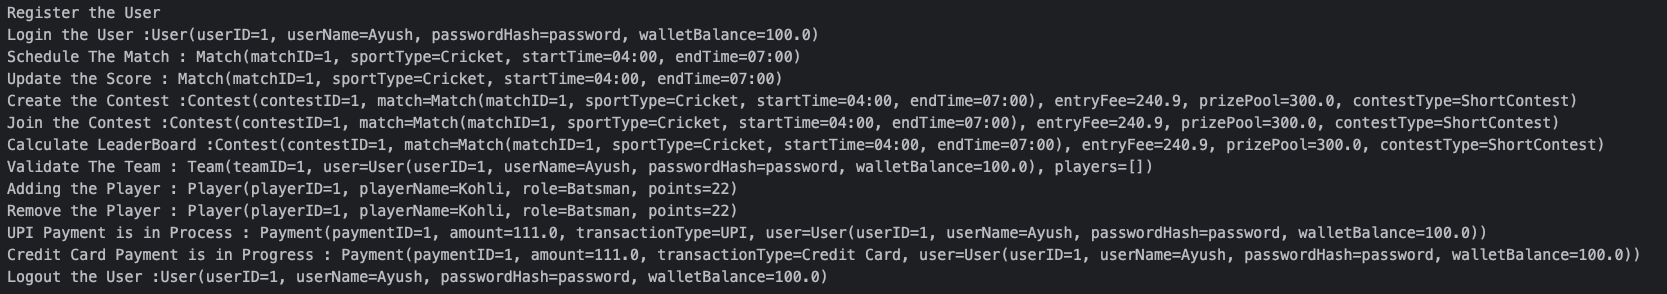 Register the User
Login the User :User(userID=1, userName=Ayush, passwordHash=password, walletBalance=100.0)
Schedule The Match : Match(matchID=1, sportType=Cricket, startTime=04:00, endTime=07:00)
Update the Score : Match(matchID=1, sportType=Cricket, startTime=04:00, endTime=07:00)
Create the Contest :Contest(contestID=1, match=Match(matchID=1, sportType=Cricket, startTime=04:00, endTime=07:00), entryFee=240.9, prizePool=300.0, contestType=ShortContest)
Join the Contest :Contest(contestID=1, match=Match(matchID=1, sportType=Cricket, startTime=04:00, endTime=07:00), entryFee=240.9, prizePool=300.0, contestType=ShortContest)
Calculate LeaderBoard :Contest(contestID=1, match=Match(matchID=1, sportType=Cricket, startTime=04:00, endTime=07:00), entryFee=240.9, prizePool=300.0, contestType=ShortContest)
Validate The Team : Team(teamID=1, user=User(userID=1, userName=Ayush, passwordHash=password, walletBalance=100.0), players=[])
Adding the Player : Player(playerID=1, playerName=Kohli, role=Batsman, points=22)
Remove the Player : Player(playerID=1, playerName=Kohli, role=Batsman, points=22)
UPI Payment is in Process : Payment(paymentID=1, amount=111.0, transactionType=UPI, user=User(userID=1, userName=Ayush, passwordHash=password, walletBalance=100.0))
Credit Card Payment is in Progress : Payment(paymentID=1, amount=111.0, transactionType=Credit Card, user=User(userID=1, userName=Ayush, passwordHash=password, walletBalance=100.0))
Logout the User :User(userID=1, userName=Ayush, passwordHash=password, walletBalance=100.0)